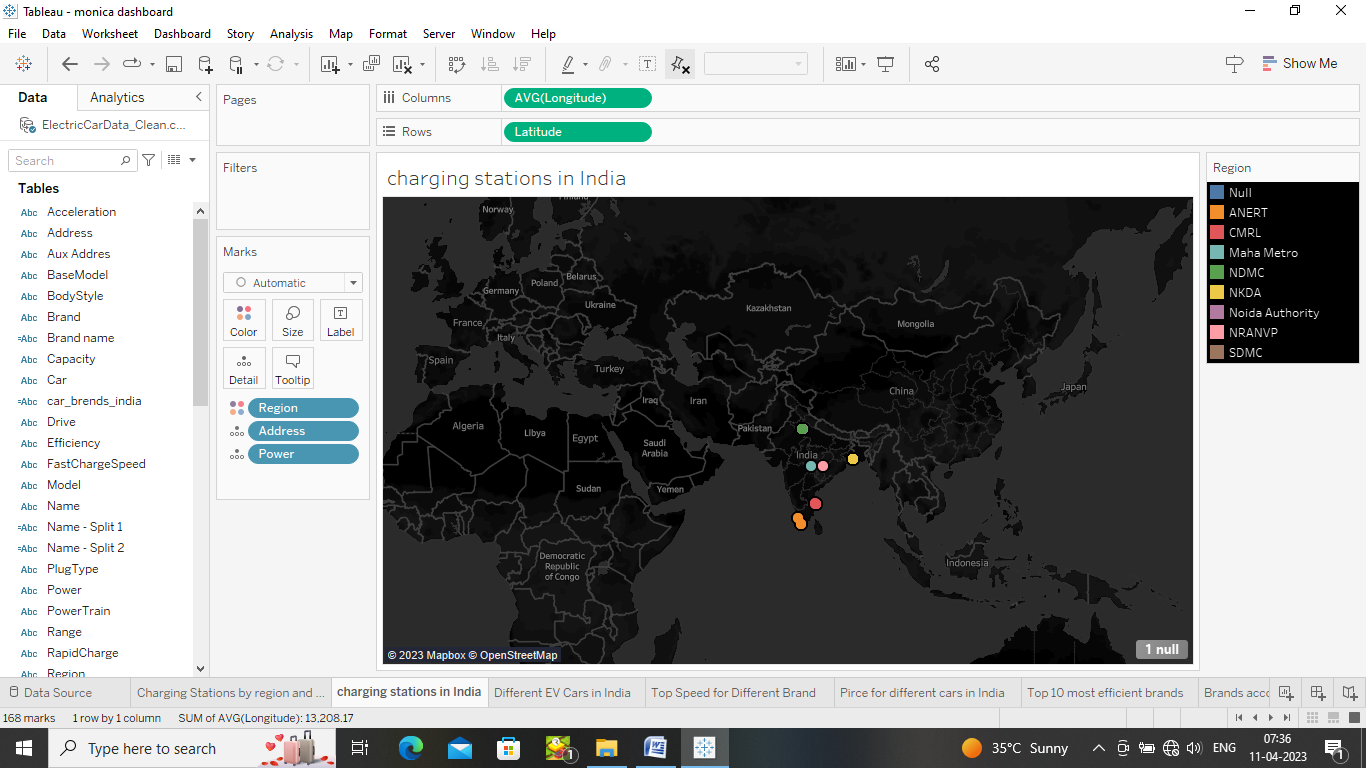 Tableau - monica dashboard
File Data Worksheet Dashboard Story Analysis Map Format Server Window Help
Show Me
Data Analytics
ElectricCarData_Clean.c...
Search
Tables
Abc Acceleration
Abc Address
Abc Aux Addres
Abc BaseModel
Abc BodyStyle
Abc Brand
=Abc Brand name
Abc Capacity
Abc Car
=Abc car_brends_india
Abc Drive
Abc Efficiency
Abc FastChargeSpeed
Abc Model
Abc Name
=Abc Name - Split 1
=Abc Name - Split 2
Abc PlugType
Abc Power
Abc PowerTrain
Abc Range
Abc RapidCharge
Abc Region
Pages
Filters
Marks
Automatic
Color Size Label
Detail Tooltip
Region
Address
Power
Columns AVG(Longitude)
Rows Latitude
charging stations in India
Finland
Norway
Belarus
Poland
Germany
Ukraine
Kazakhstan
France
Mongolia
Italy
Spain
Turkey
Japan
China
Iraq
Iran
Algeria
Libya
Egypt
Pakistan
Saudi
Arabia
India
Sudan
Yemen
Democratic
Republic
of Congo
Indonesia
© 2023 Mapbox © OpenStreetMap
1 null
Region
Null
ANERT
CMRL
Maha Metro
NDMC
NKDA
Noida Authority
NRANVP
SDMC
Data Source Charging Stations by region and ... charging stations in India Different EV Cars in India Top Speed for Different Brand Pirce for different cars in India Top 10 most efficient brands Brands acco
168 marks 1 row by 1 column SUM of AVG(Longitude): 13,208.17
Type here to search
1
35°C Sunny
ENG
07:36
11-04-2023
1